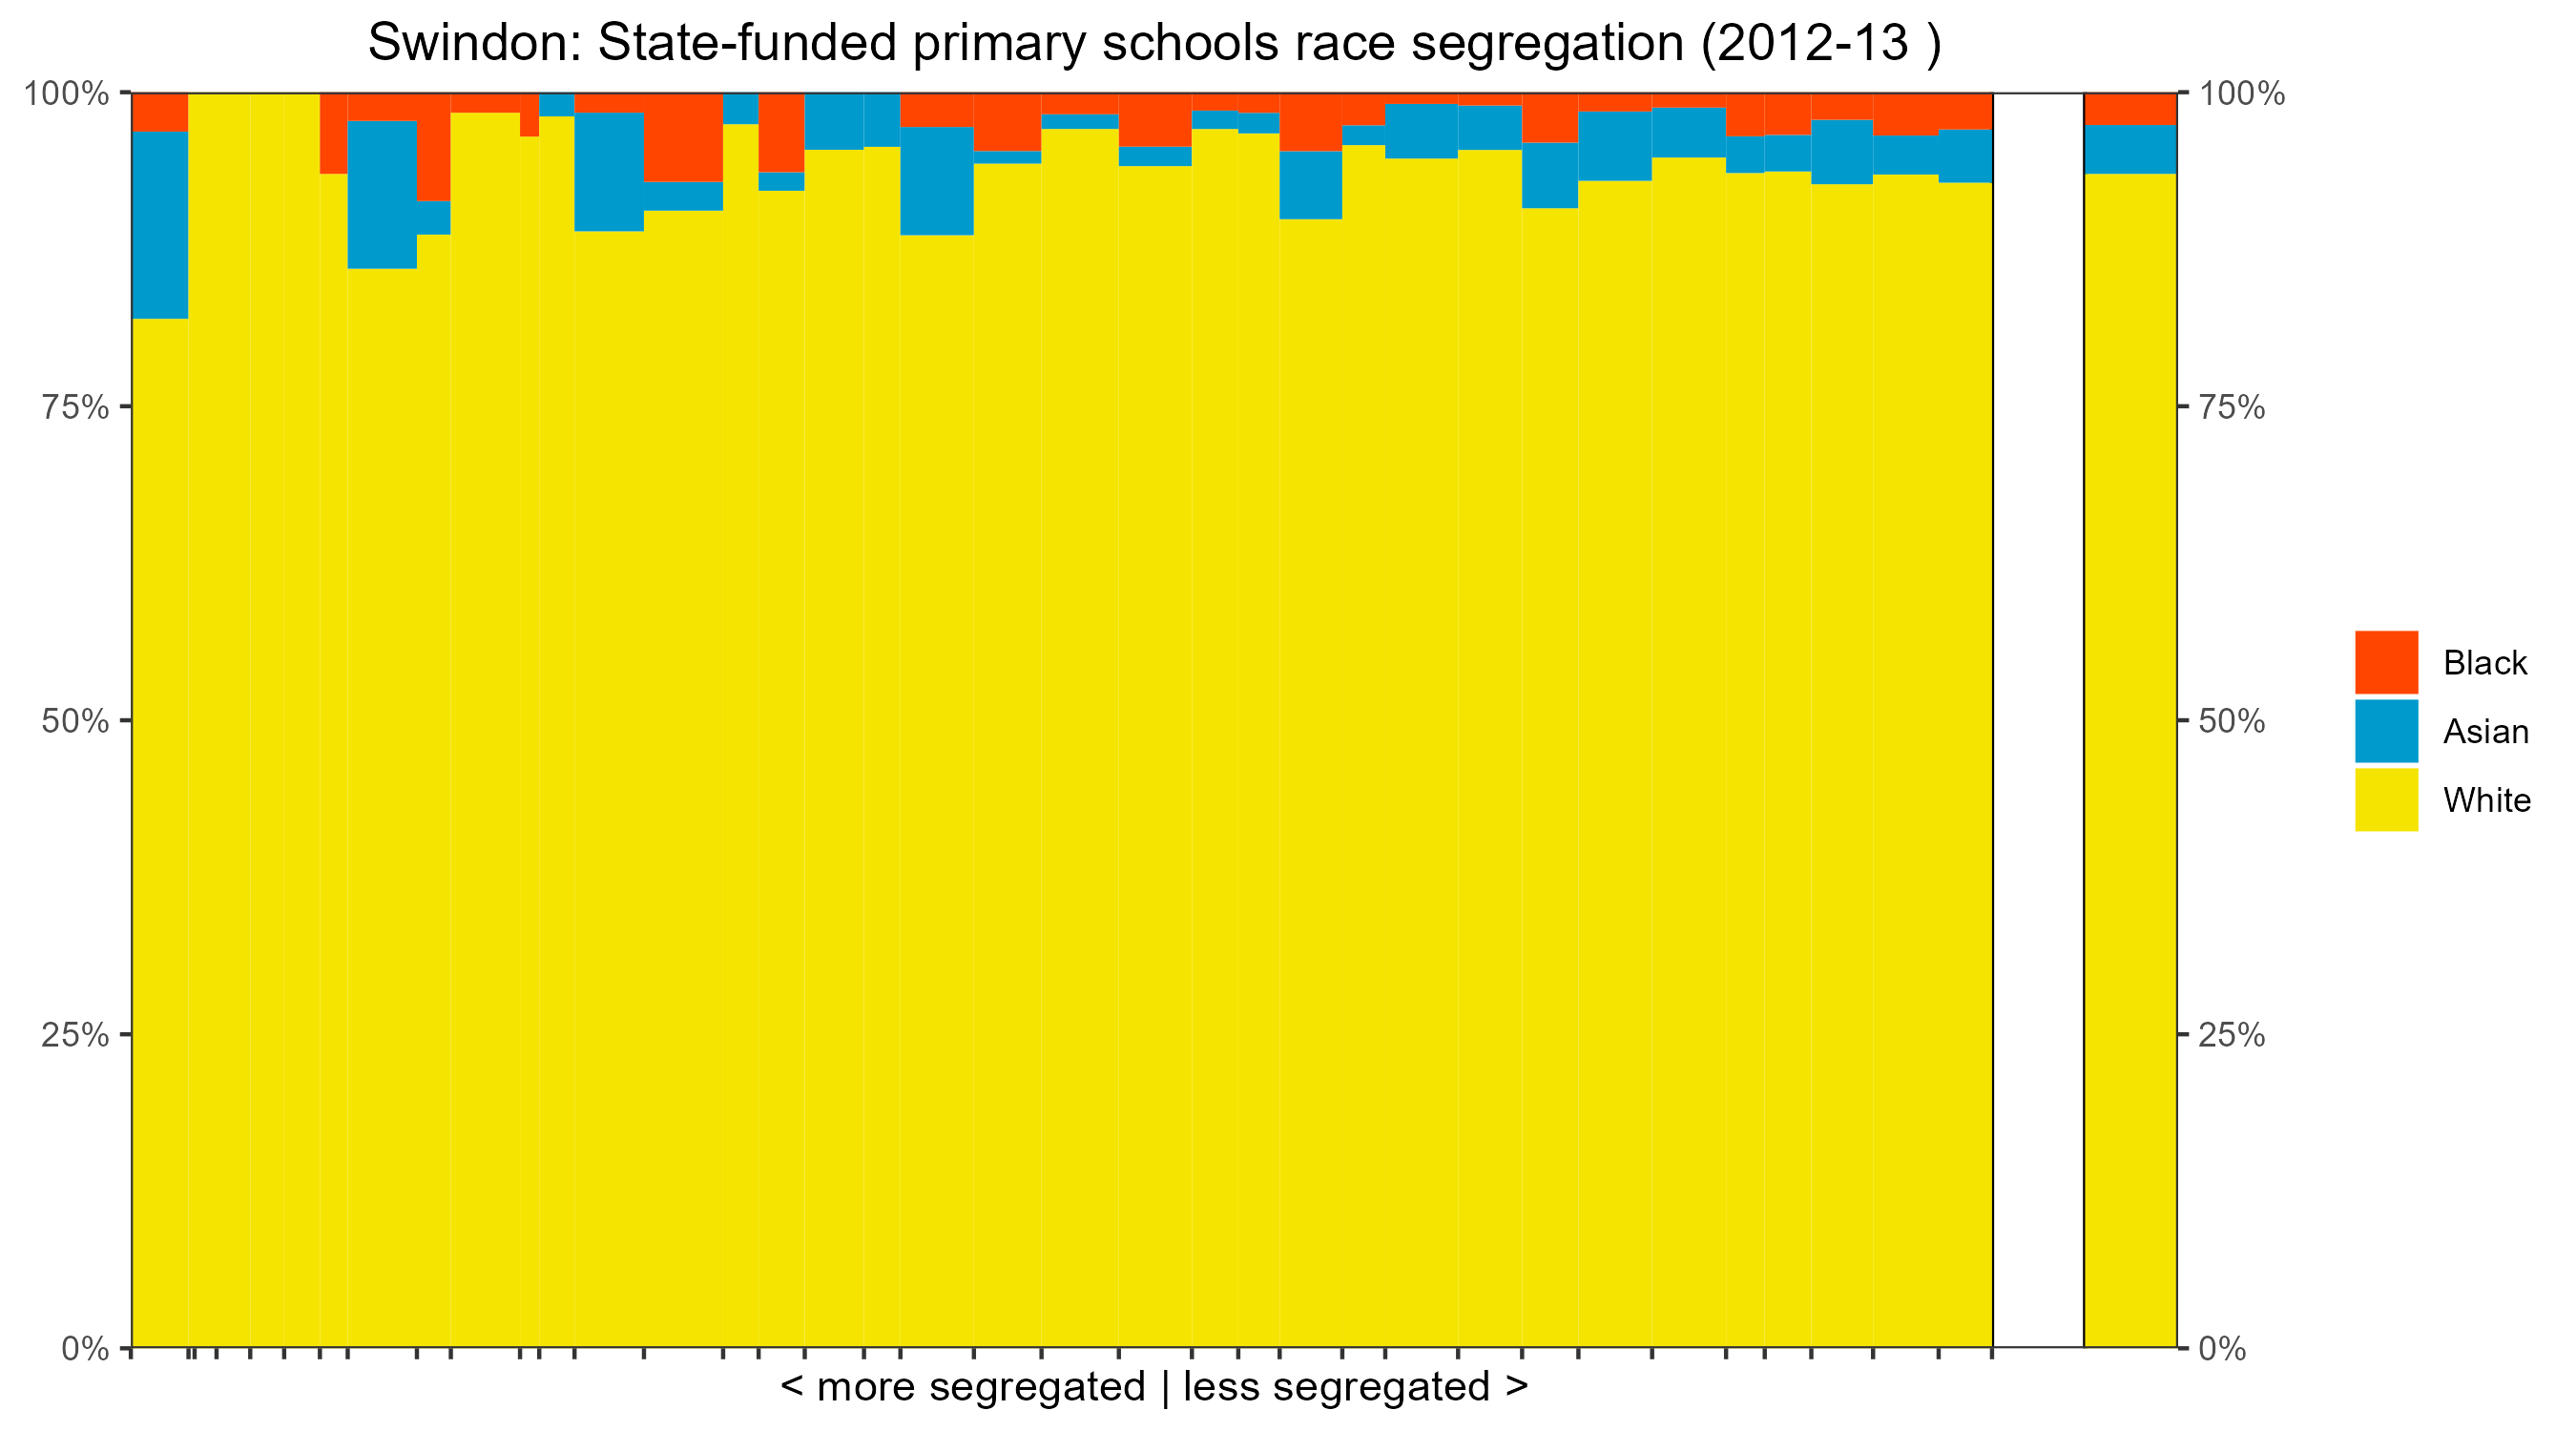 Swindon: State-funded primary schools race segregation (2012-13 )
100%
75%
50%
25%
0%
100%
75%
50%
25%
0%
Black
Asian
White
< more segregated | less segregated >